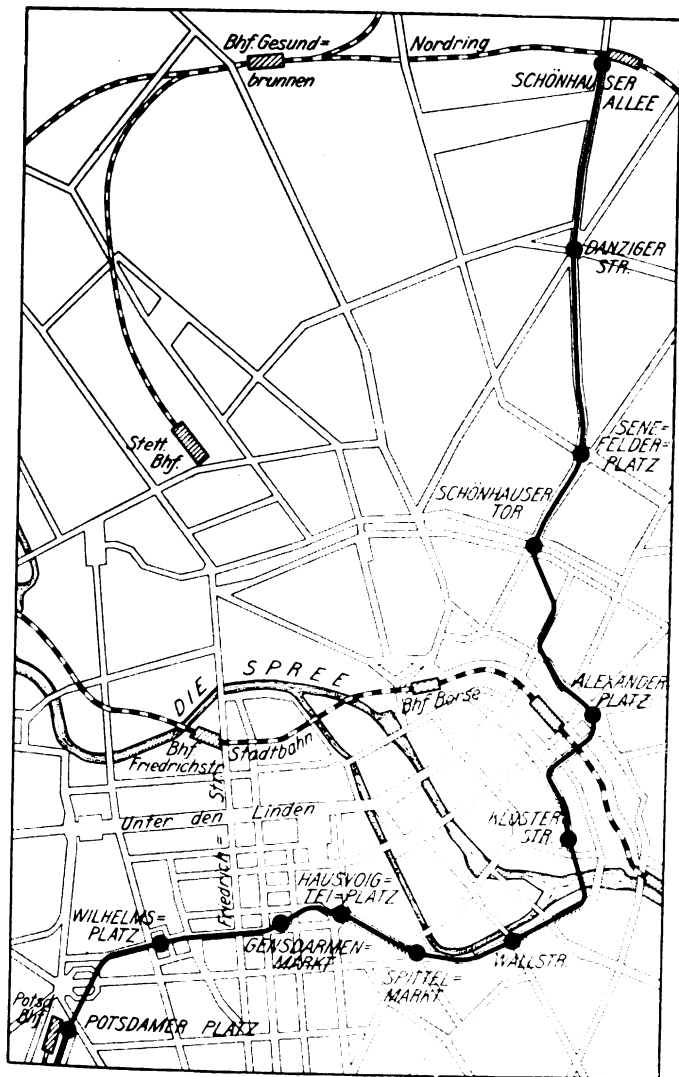 Bhf. Gesund=
brunnen
Nordring
SCHÖNHAUSER
ALLEE
DANZIGER
STR.
SENE=
FELDER=
PLATZ
Stett.
Bhf.
SCHÖNHAUSER
TOR
DIE SPREE
ALEXANDER
PLATZ
Bhf Börse
Bhf
Friedrichstr.
Stadtbahn
Unter den Linden
Friedrich= Str.
KLOSTER
STR.
HAUSVOIG=
TEI=PLATZ
WILHELMS=
PLATZ
GENSDARMEN=
MARKT
SPITTEL=
MARKT
WALLSTR.
Potsd.
Bhf.
POTSDAMER PLATZ